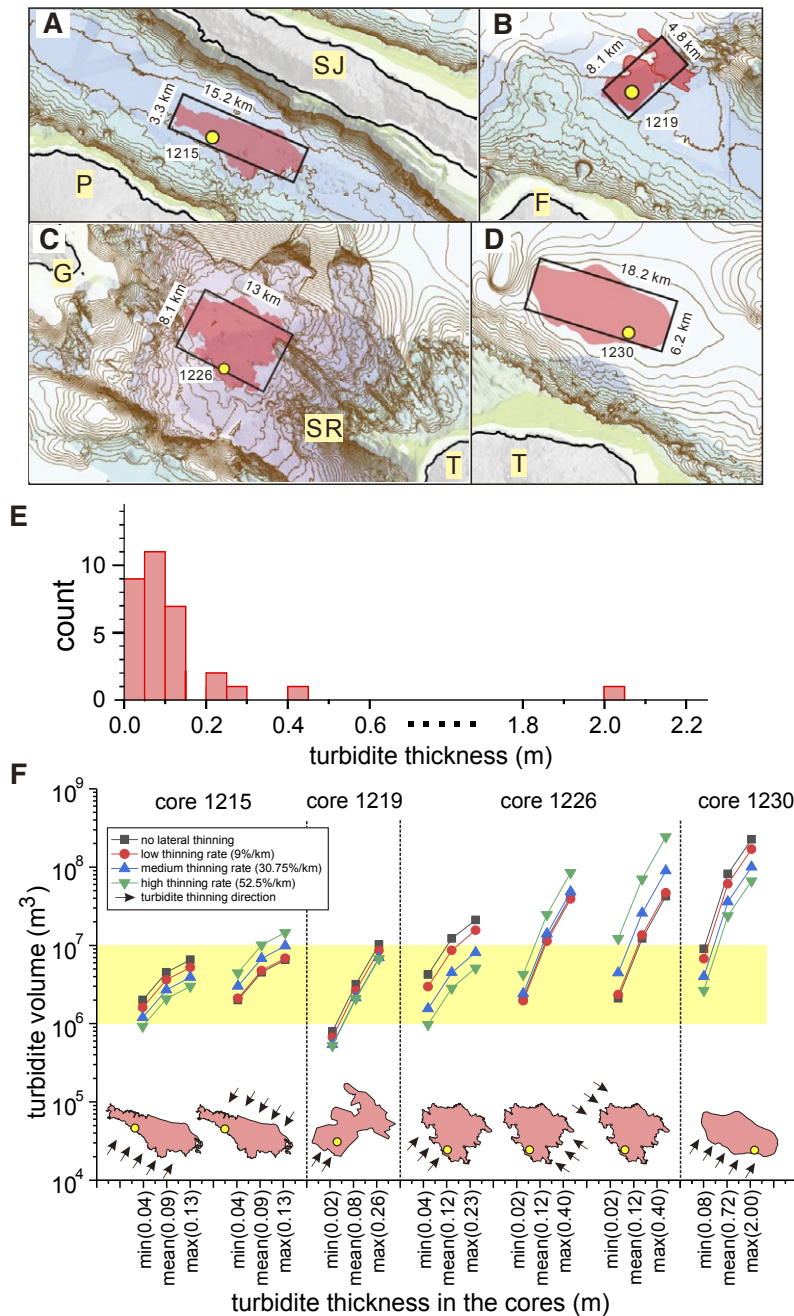 A
SJ
15.2 km
3.3 km
1215
P
B
4.8 km
8.1 km
1219
F
C
G
13 km
8.1 km
1226
SR
T
D
18.2 km
6.2 km
1230
T
E
10
5
0
count
0.0 0.2 0.4 0.6 1.8 2.0 2.2
turbidite thickness (m)
F
10⁹
10⁸
10⁷
10⁶
10⁵
10⁴
turbidite volume (m³)
core 1215 core 1219 core 1226 core 1230
no lateral thinning
low thinning rate (9%/km)
medium thinning rate (30.75%/km)
high thinning rate (52.5%/km)
turbidite thinning direction
min(0.04)
mean(0.09)
max(0.13)
min(0.04)
mean(0.09)
max(0.13)
min(0.02)
mean(0.08)
max(0.26)
min(0.04)
mean(0.12)
max(0.23)
min(0.02)
mean(0.12)
max(0.40)
min(0.02)
mean(0.12)
max(0.40)
min(0.08)
mean(0.72)
max(2.00)
turbidite thickness in the cores (m)